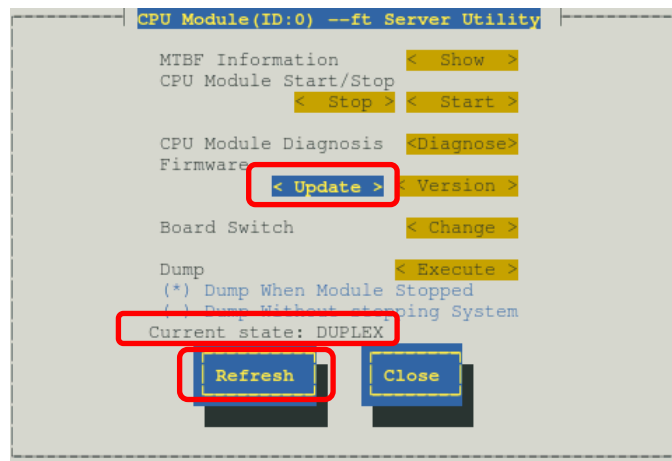 CPU Module(ID:0) --ft Server Utility
MTBF Information < Show >
CPU Module Start/Stop
< Stop > < Start >
CPU Module Diagnosis <Diagnose>
Firmware
< Update > < Version >
Board Switch < Change >
Dump < Execute >
(*) Dump When Module Stopped
( ) Dump Without stopping System
Current state: DUPLEX
Refresh Close